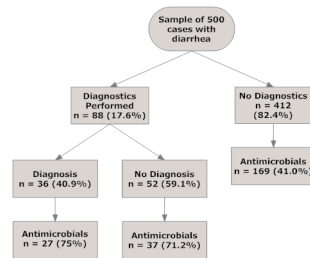 Sample of 500
cases with
diarrhea
Diagnostics
Performed
n = 88 (17.6%)
No Diagnostics
n = 412
(82.4%)
Diagnosis
n = 36 (40.9%)
No Diagnosis
n = 52 (59.1%)
Antimicrobials
n = 169 (41.0%)
Antimicrobials
n = 27 (75%)
Antimicrobials
n = 37 (71.2%)